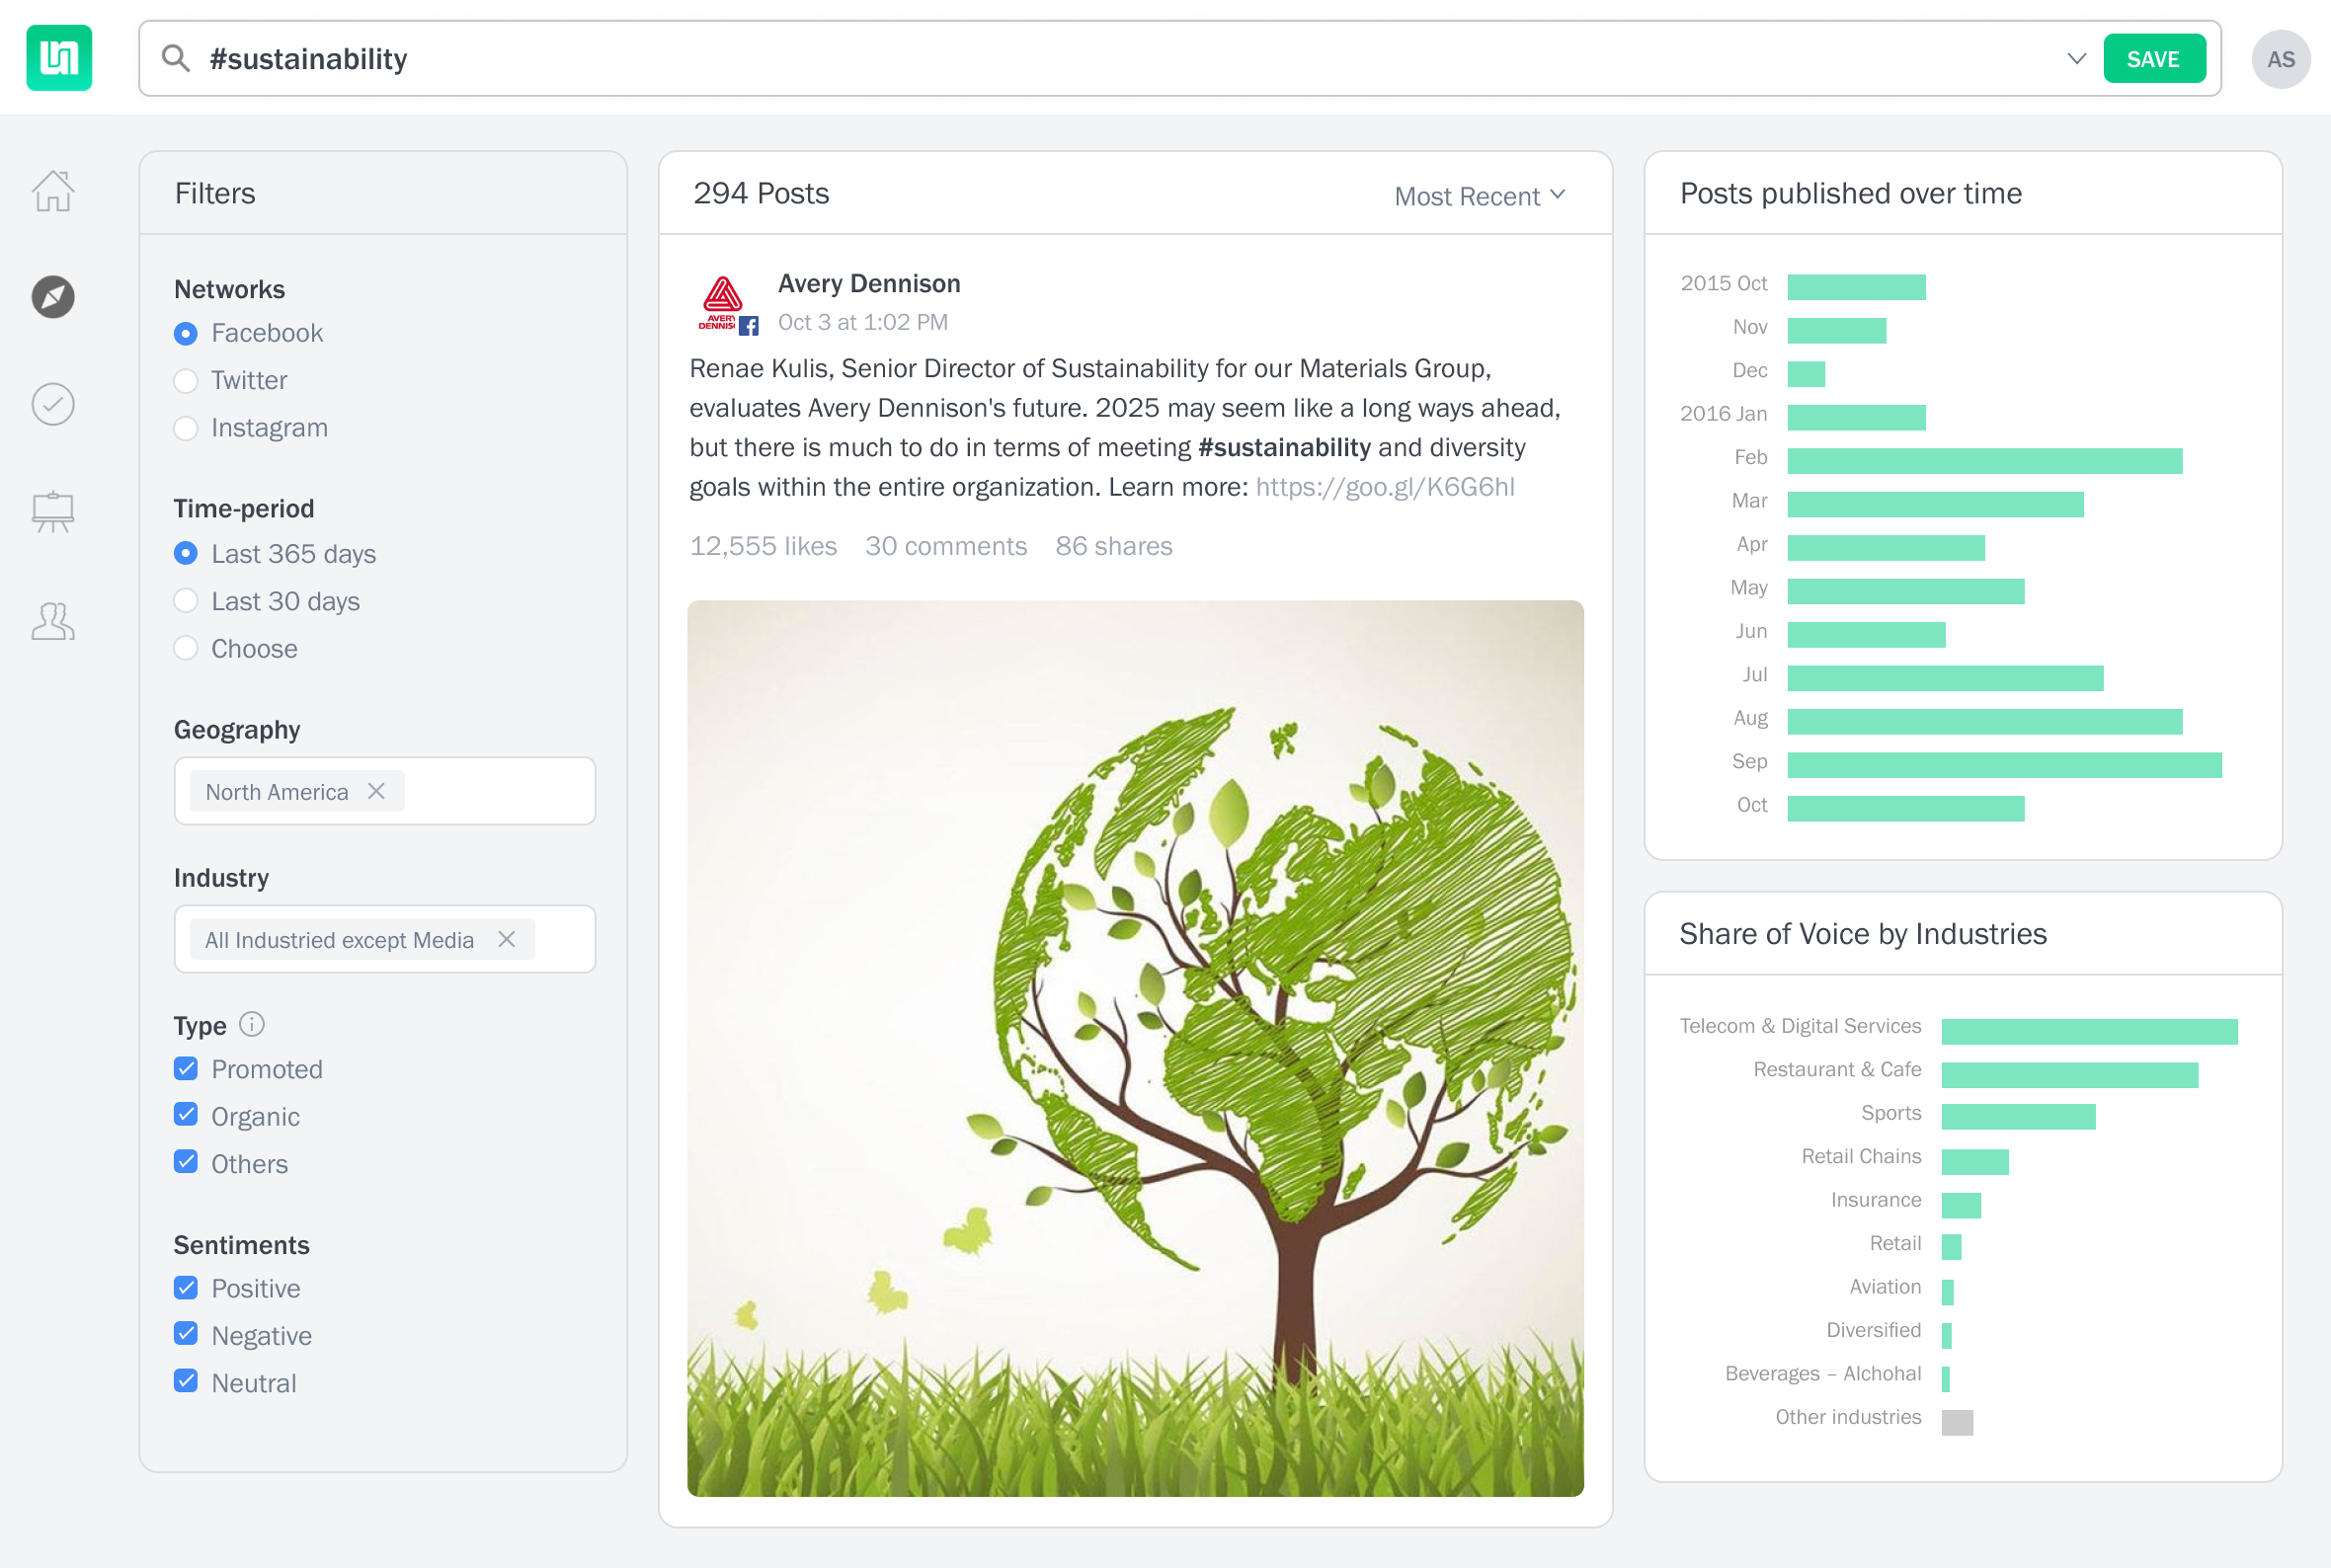 #sustainability
SAVE
AS
Filters
Networks
Facebook
Twitter
Instagram
Time-period
Last 365 days
Last 30 days
Choose
Geography
North America
Industry
All Industried except Media
Type
Promoted
Organic
Others
Sentiments
Positive
Negative
Neutral
294 Posts
Most Recent
AVERY
DENNIS
Avery Dennison
Oct 3 at 1:02 PM
Renae Kulis, Senior Director of Sustainability for our Materials Group,
evaluates Avery Dennison's future. 2025 may seem like a long ways ahead,
but there is much to do in terms of meeting #sustainability and diversity
goals within the entire organization. Learn more: https://goo.gl/K6G6hl
12,555 likes 30 comments 86 shares
Posts published over time
2015 Oct
Nov
Dec
2016 Jan
Feb
Mar
Apr
May
Jun
Jul
Aug
Sep
Oct
Share of Voice by Industries
Telecom & Digital Services
Restaurant & Cafe
Sports
Retail Chains
Insurance
Retail
Aviation
Diversified
Beverages – Alchohal
Other industries